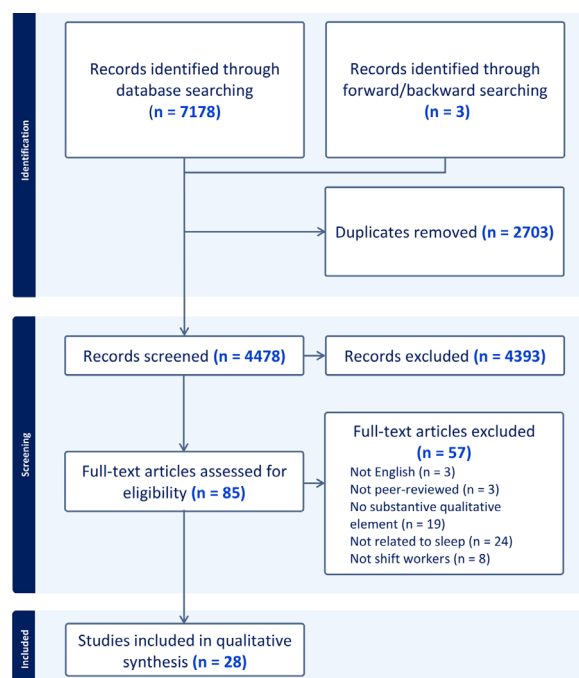 Identification
Records identified through
database searching
(n = 7178)
Records identified through
forward/backward searching
(n = 3)
Duplicates removed (n = 2703)
Screening
Records screened (n = 4478)
Records excluded (n = 4393)
Full-text articles assessed for
eligibility (n = 85)
Full-text articles excluded
(n = 57)
Not English (n = 3)
Not peer-reviewed (n = 3)
No substantive qualitative
element (n = 19)
Not related to sleep (n = 24)
Not shift workers (n = 8)
Included
Studies included in qualitative
synthesis (n = 28)